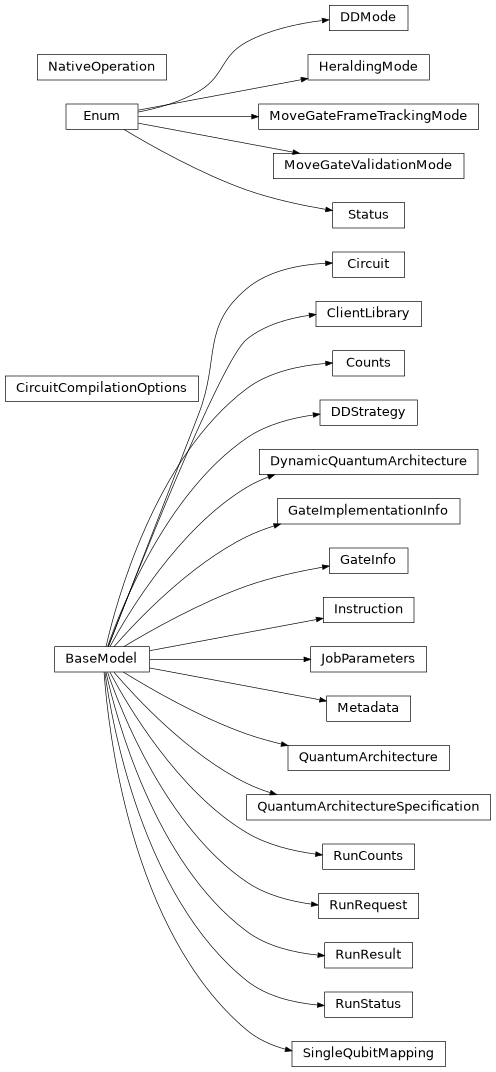 DDMode
NativeOperation
HeraldingMode
Enum
MoveGateFrameTrackingMode
MoveGateValidationMode
Status
Circuit
ClientLibrary
Counts
CircuitCompilationOptions
DDStrategy
DynamicQuantumArchitecture
GateImplementationInfo
GateInfo
Instruction
BaseModel
JobParameters
Metadata
QuantumArchitecture
QuantumArchitectureSpecification
RunCounts
RunRequest
RunResult
RunStatus
SingleQubitMapping